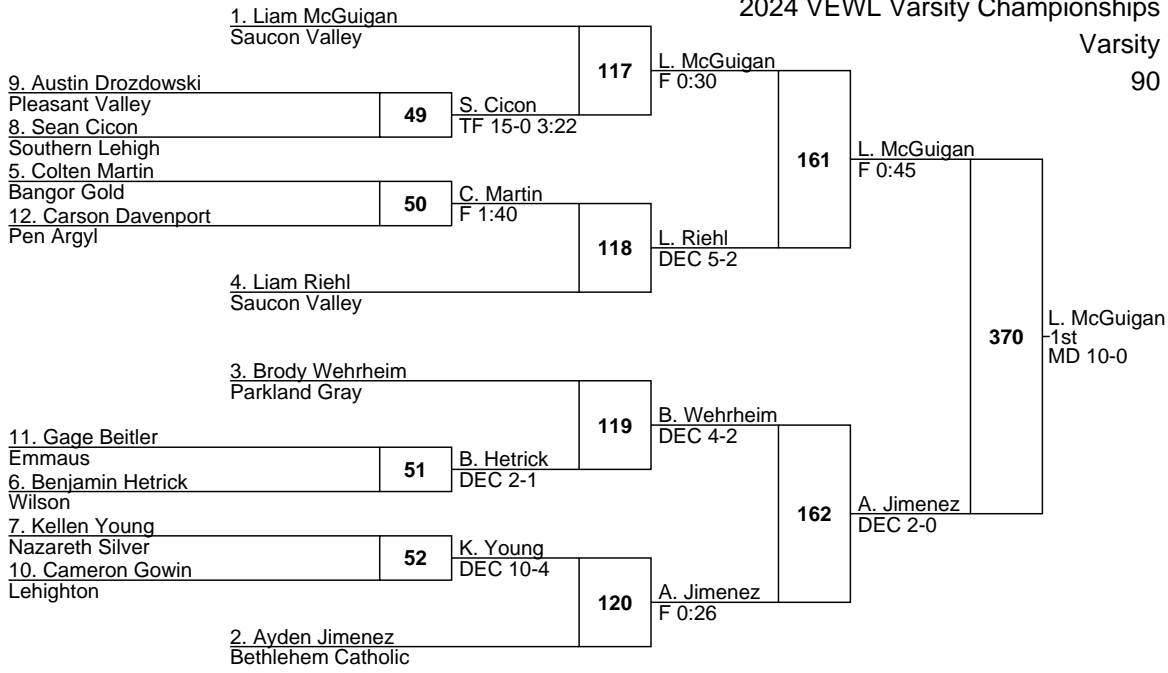 2024 VEWL Varsity Championships
Varsity
90
1. Liam McGuigan
Saucon Valley
117
L. McGuigan
F 0:30
9. Austin Drozdowski
Pleasant Valley
49
S. Cicon
TF 15-0 3:22
8. Sean Cicon
Southern Lehigh
161
L. McGuigan
F 0:45
5. Colten Martin
Bangor Gold
50
C. Martin
F 1:40
12. Carson Davenport
Pen Argyl
118
L. Riehl
DEC 5-2
4. Liam Riehl
Saucon Valley
370
L. McGuigan
1st
MD 10-0
3. Brody Wehrheim
Parkland Gray
119
B. Wehrheim
DEC 4-2
11. Gage Beitler
Emmaus
51
B. Hetrick
DEC 2-1
6. Benjamin Hetrick
Wilson
162
A. Jimenez
DEC 2-0
7. Kellen Young
Nazareth Silver
52
K. Young
DEC 10-4
10. Cameron Gowin
Lehighton
120
A. Jimenez
F 0:26
2. Ayden Jimenez
Bethlehem Catholic